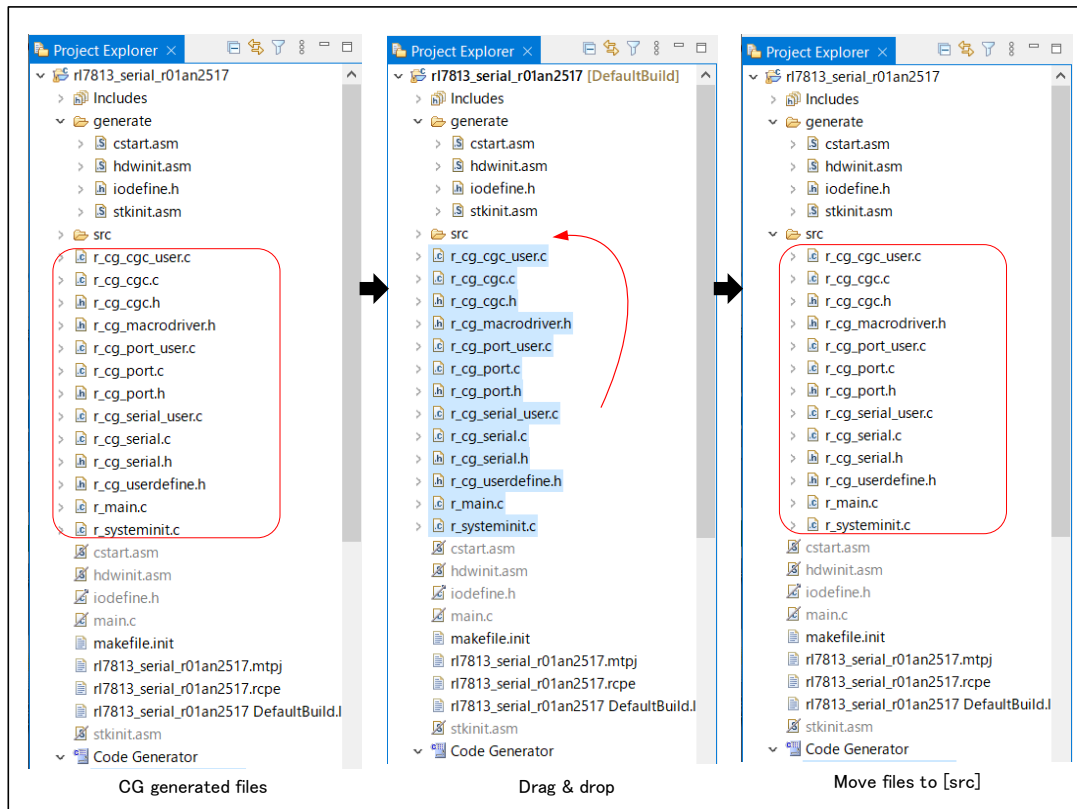 Project Explorer
rl7813_serial_r01an2517
Includes
generate
cstart.asm
hdwinit.asm
iodefine.h
stkinit.asm
src
r_cg_cgc_user.c
r_cg_cgc.c
r_cg_cgc.h
r_cg_macrodriver.h
r_cg_port_user.c
r_cg_port.c
r_cg_port.h
r_cg_serial_user.c
r_cg_serial.c
r_cg_serial.h
r_cg_userdefine.h
r_main.c
r_systeminit.c
cstart.asm
hdwinit.asm
iodefine.h
main.c
makefile.init
rl7813_serial_r01an2517.mtpj
rl7813_serial_r01an2517.rcpe
rl7813_serial_r01an2517 DefaultBuild.l
stkinit.asm
Code Generator
CG generated files
Project Explorer
rl7813_serial_r01an2517 [DefaultBuild]
Includes
generate
cstart.asm
hdwinit.asm
iodefine.h
stkinit.asm
src
r_cg_cgc_user.c
r_cg_cgc.c
r_cg_cgc.h
r_cg_macrodriver.h
r_cg_port_user.c
r_cg_port.c
r_cg_port.h
r_cg_serial_user.c
r_cg_serial.c
r_cg_serial.h
r_cg_userdefine.h
r_main.c
r_systeminit.c
cstart.asm
hdwinit.asm
iodefine.h
main.c
makefile.init
rl7813_serial_r01an2517.mtpj
rl7813_serial_r01an2517.rcpe
rl7813_serial_r01an2517 DefaultBuild.l
stkinit.asm
Code Generator
Drag & drop
Project Explorer
rl7813_serial_r01an2517
Includes
generate
cstart.asm
hdwinit.asm
iodefine.h
stkinit.asm
src
r_cg_cgc_user.c
r_cg_cgc.c
r_cg_cgc.h
r_cg_macrodriver.h
r_cg_port_user.c
r_cg_port.c
r_cg_port.h
r_cg_serial_user.c
r_cg_serial.c
r_cg_serial.h
r_cg_userdefine.h
r_main.c
r_systeminit.c
cstart.asm
hdwinit.asm
iodefine.h
main.c
makefile.init
rl7813_serial_r01an2517.mtpj
rl7813_serial_r01an2517.rcpe
rl7813_serial_r01an2517 DefaultBuild.l
stkinit.asm
Code Generator
Move files to [src]